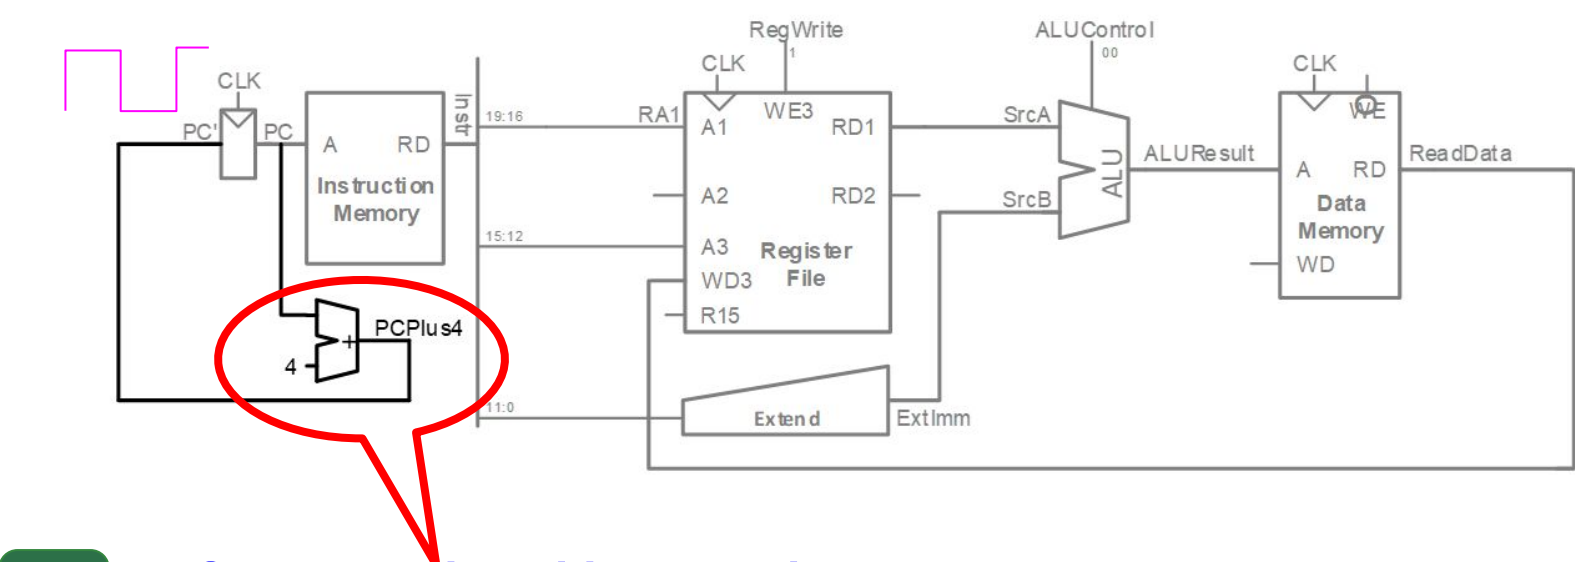 RegWrite
1
ALUControl
00
CLK
CLK
CLK
PC'
PC
Instr
19:16
RA1
A1
WE3
RD1
SrcA
WE
0
A
RD
Instruction
Memory
A2
RD2
SrcB
ALU
ALUResult
A
RD
ReadData
Data
Memory
15:12
A3
Register
File
WD3
WD
R15
PCPlus4
+
4
11:0
Extend
ExtImm